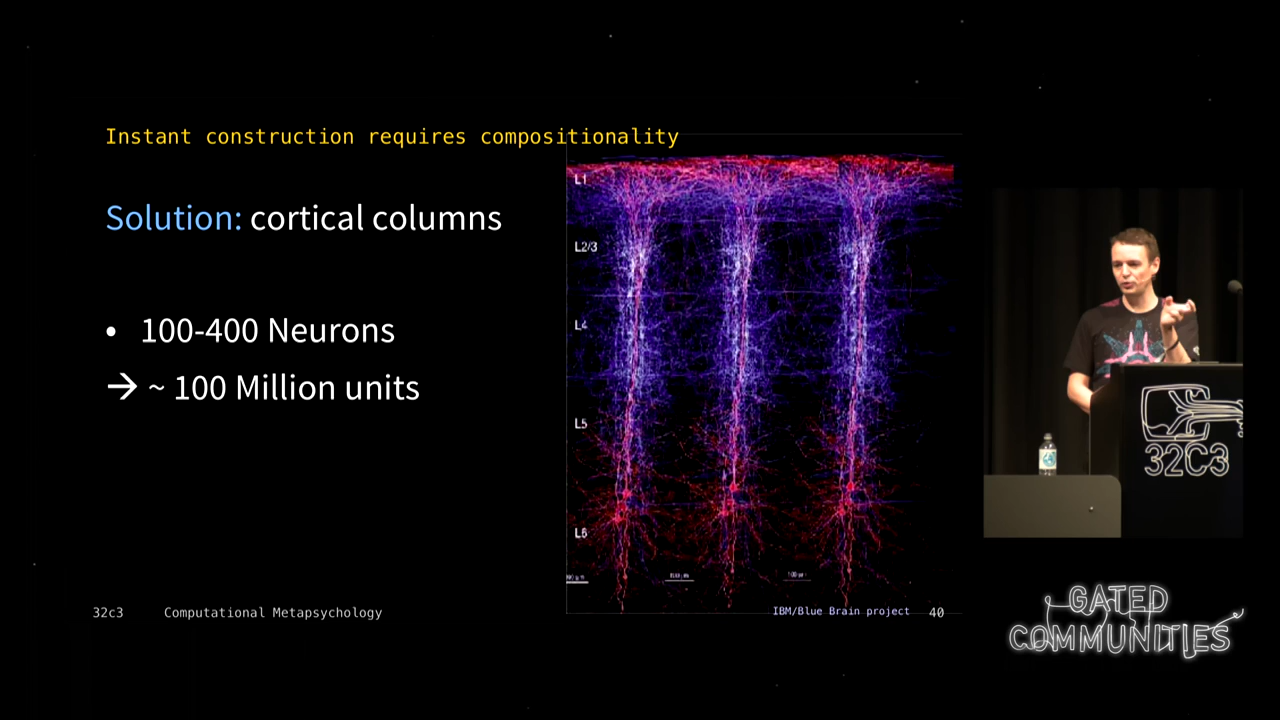 Instant construction requires compositionality
Solution: cortical columns
• 100-400 Neurons
→ ~ 100 Million units
L1
L2/3
L4
L5
L6
32c3 Computational Metapsychology
IBM/Blue Brain project 40
32C3
GATED
COMMUNITIES